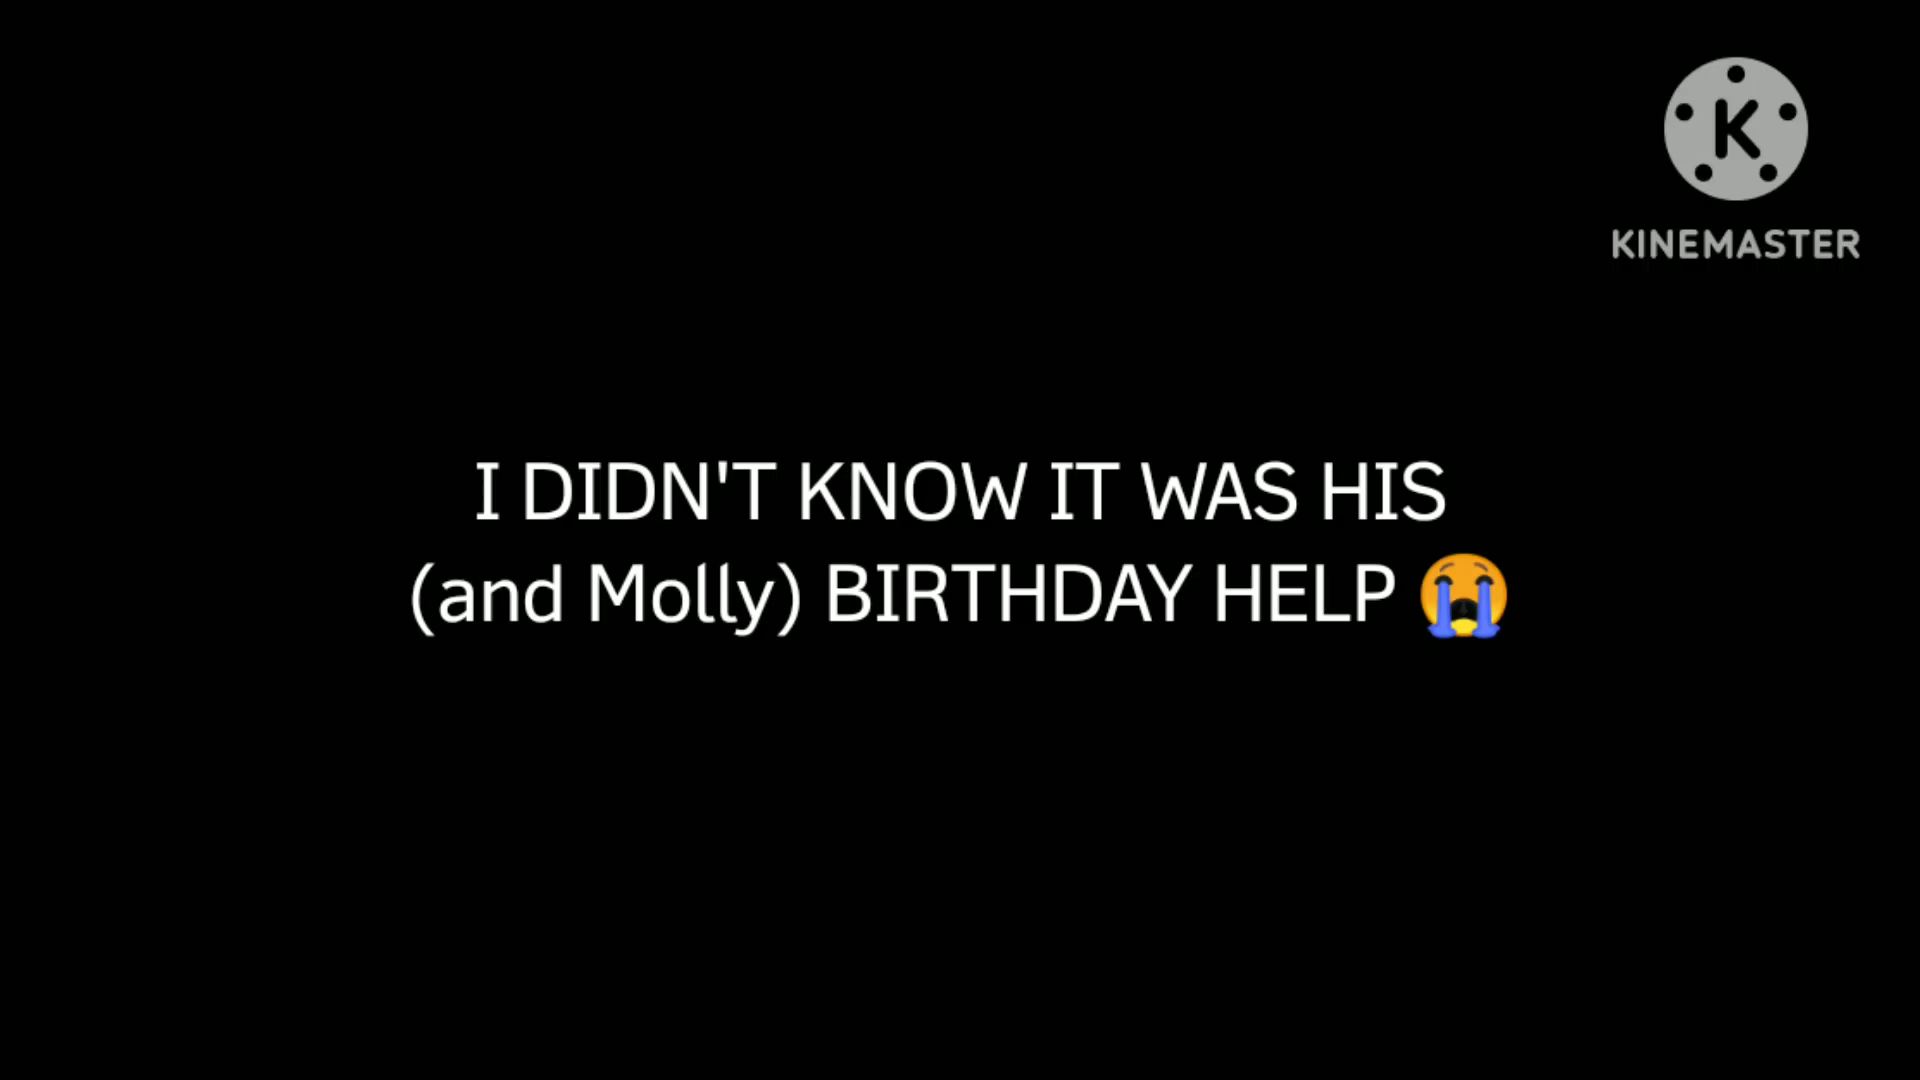 K
KINEMASTER
I DIDN'T KNOW IT WAS HIS
(and Molly) BIRTHDAY HELP 😭